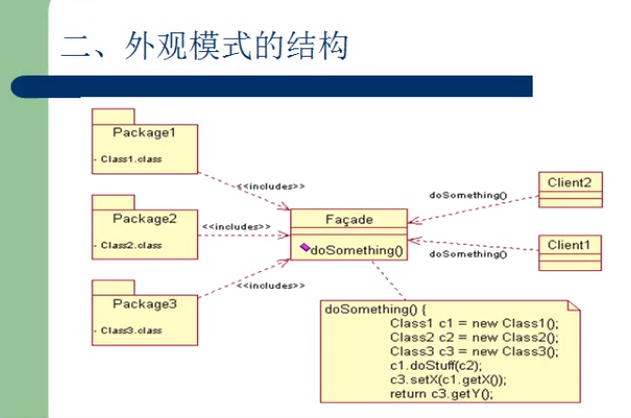 二、外观模式的结构
Package1
- Class1.class
<<includes>>
Package2
- Class2.class
<<includes>>
Package3
- Class3.class
<<includes>>
Façade
doSomething()
doSomething()
Client2
doSomething()
Client1
doSomething() {
Class1 c1 = new Class1();
Class2 c2 = new Class2();
Class3 c3 = new Class3();
c1.doStuff(c2);
c3.setX(c1.getX());
return c3.getY();